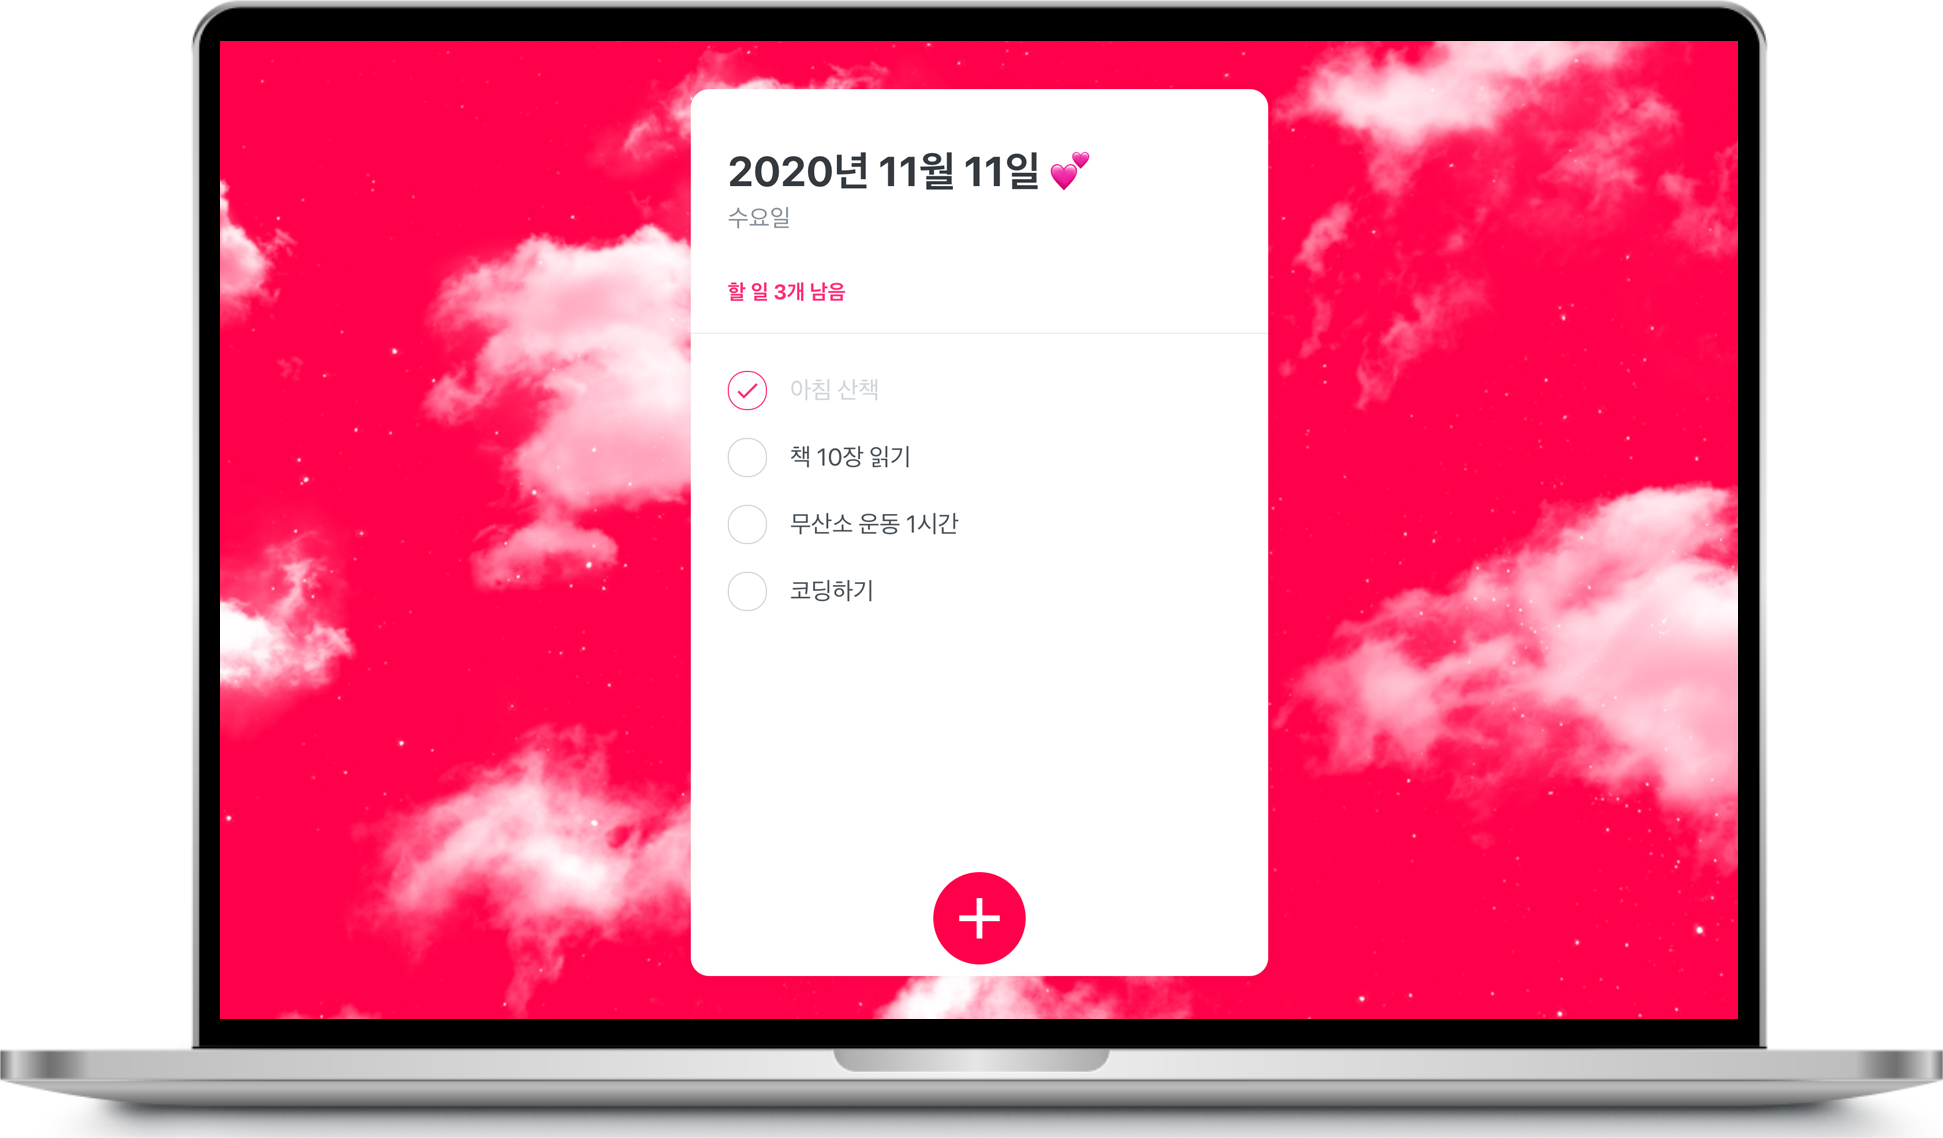 2020년 11월 11일 💕
수요일
할 일 3개 남음
아침 산책
책 10장 읽기
무산소 운동 1시간
코딩하기